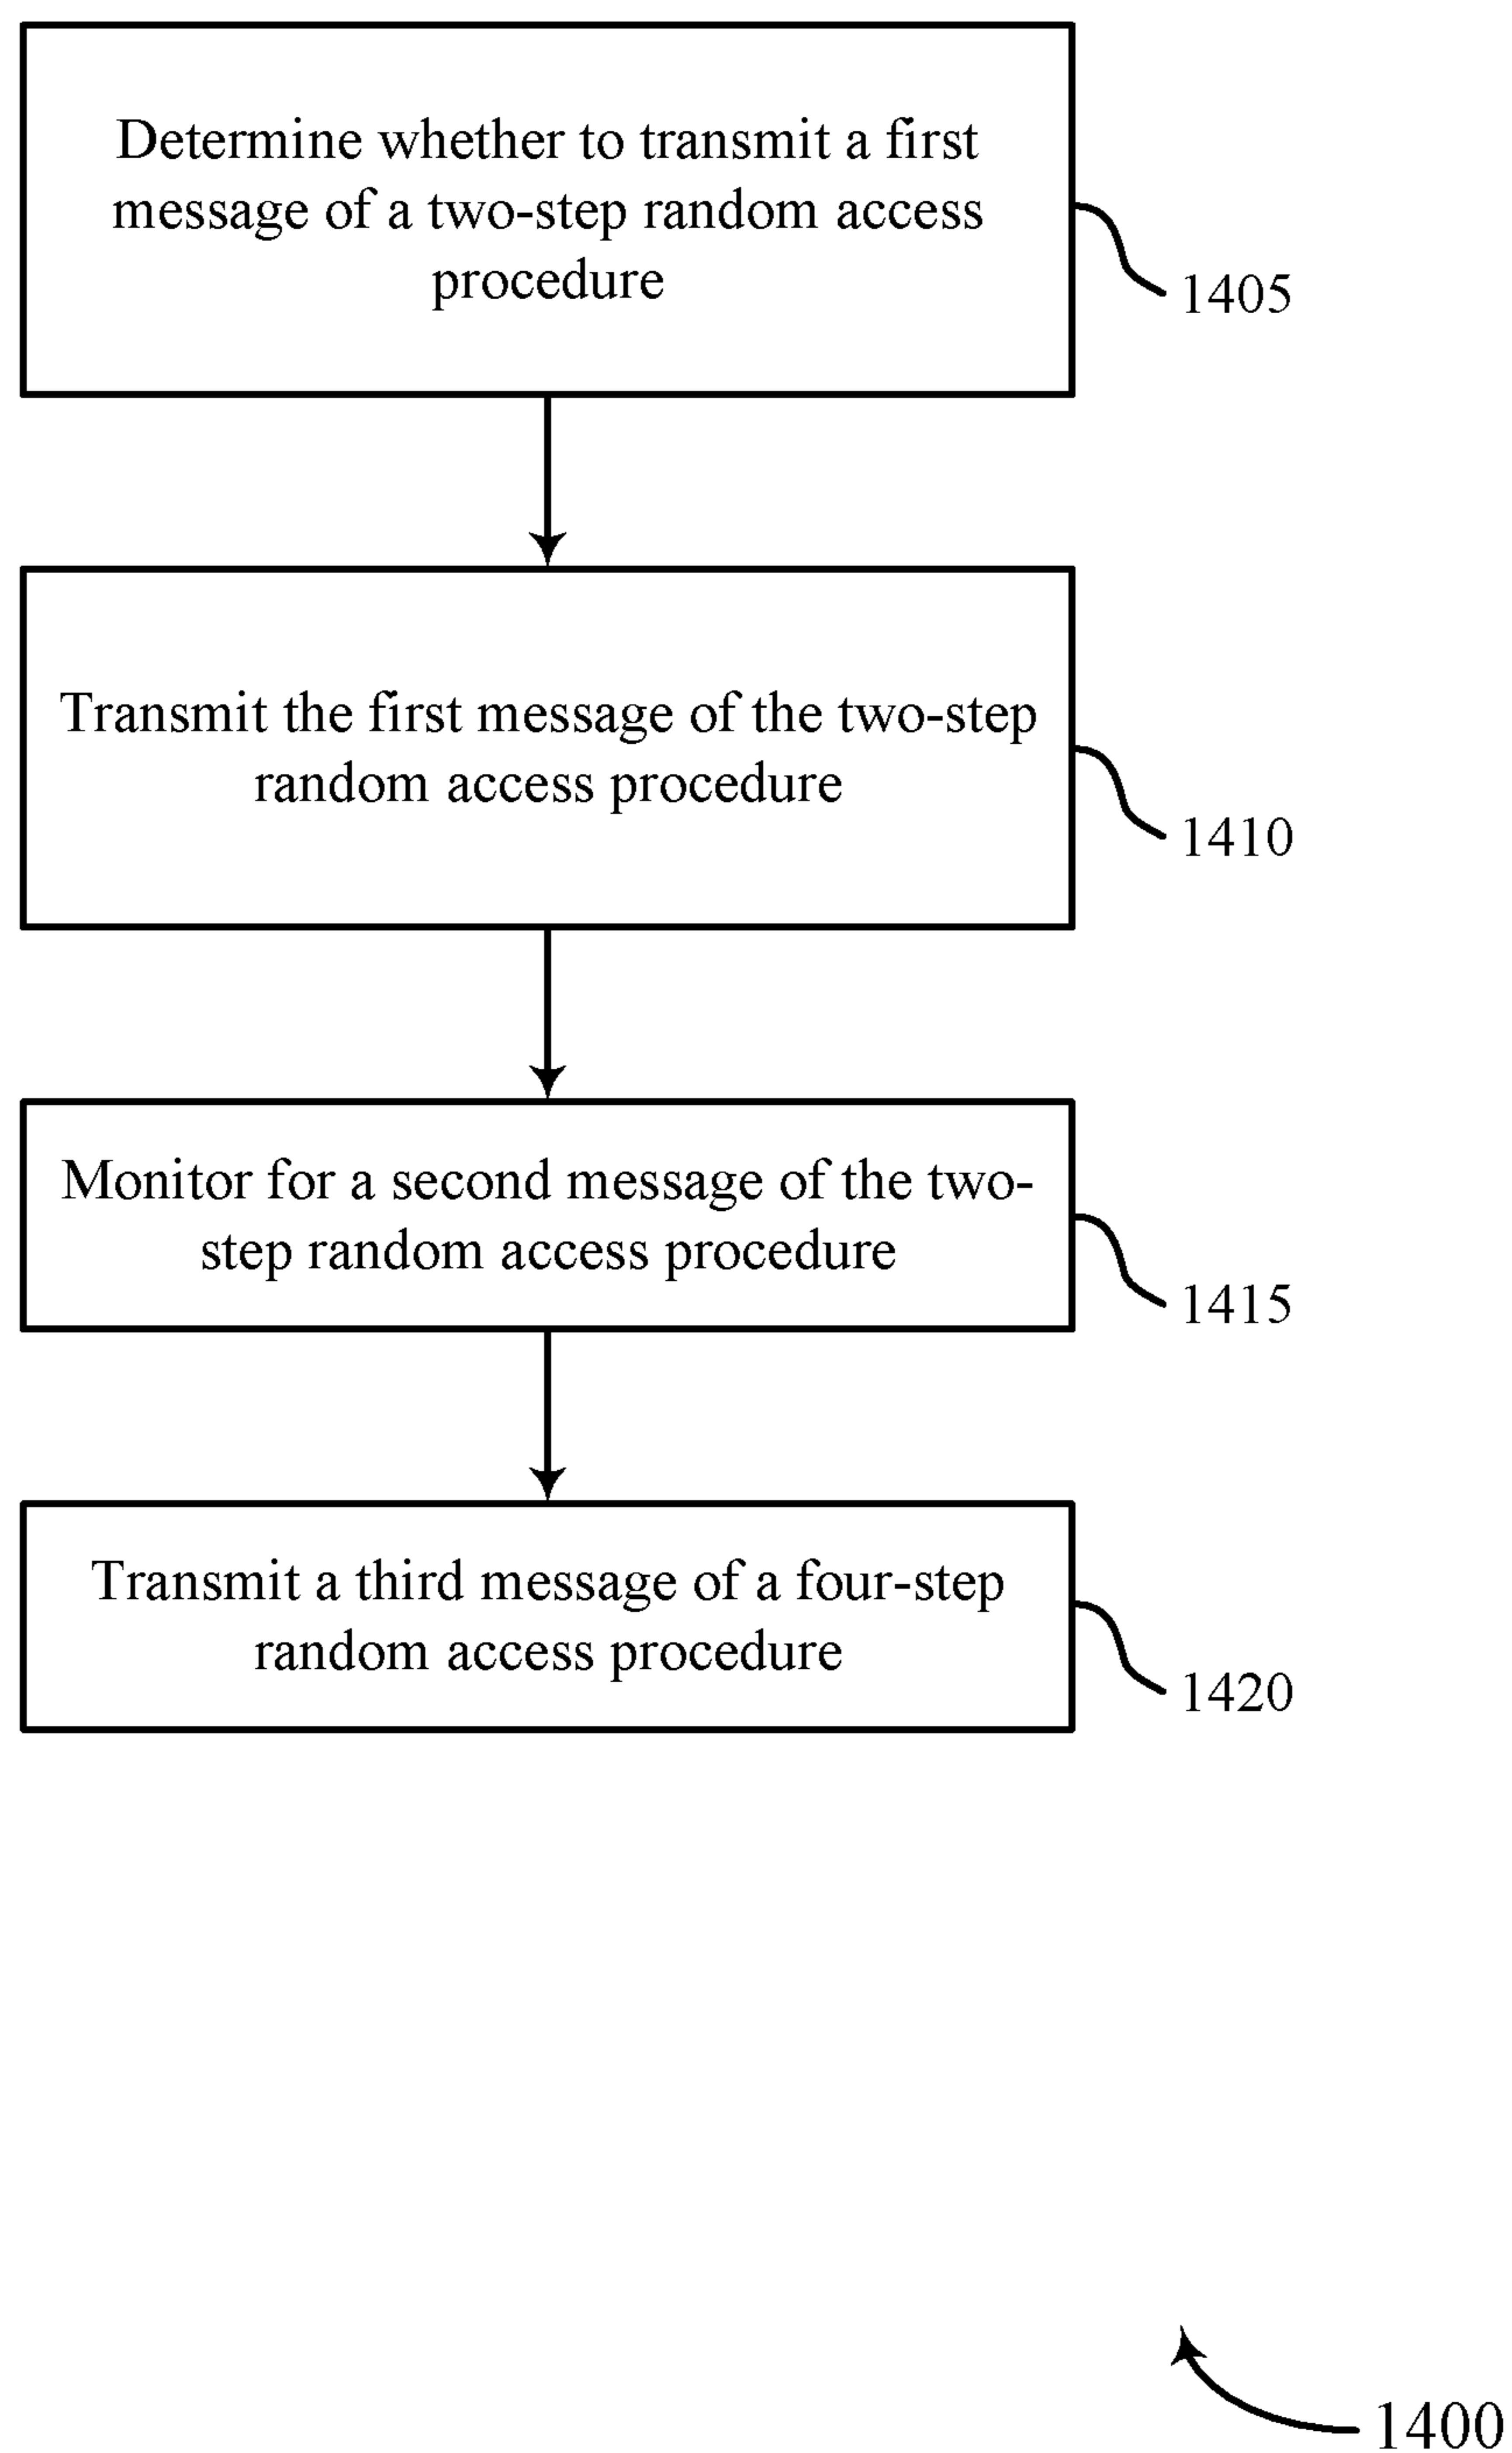 Determine whether to transmit a first
message of a two-step random access
procedure
1405
Transmit the first message of the two-step
random access procedure
1410
Monitor for a second message of the two-
step random access procedure
1415
Transmit a third message of a four-step
random access procedure
1420
1400